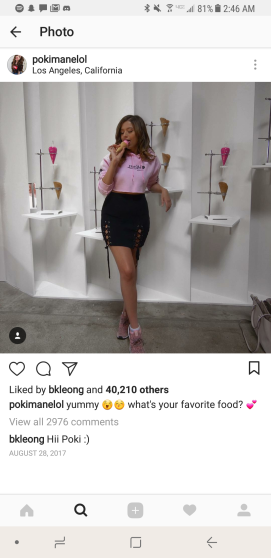 81% 2:46 AM
Photo
pokimanelol
Los Angeles, California
Liked by bkleong and 40,210 others
pokimanelol yummy 😮😊 what's your favorite food? 💕
View all 2976 comments
bkleong Hii Poki :)
AUGUST 28, 2017